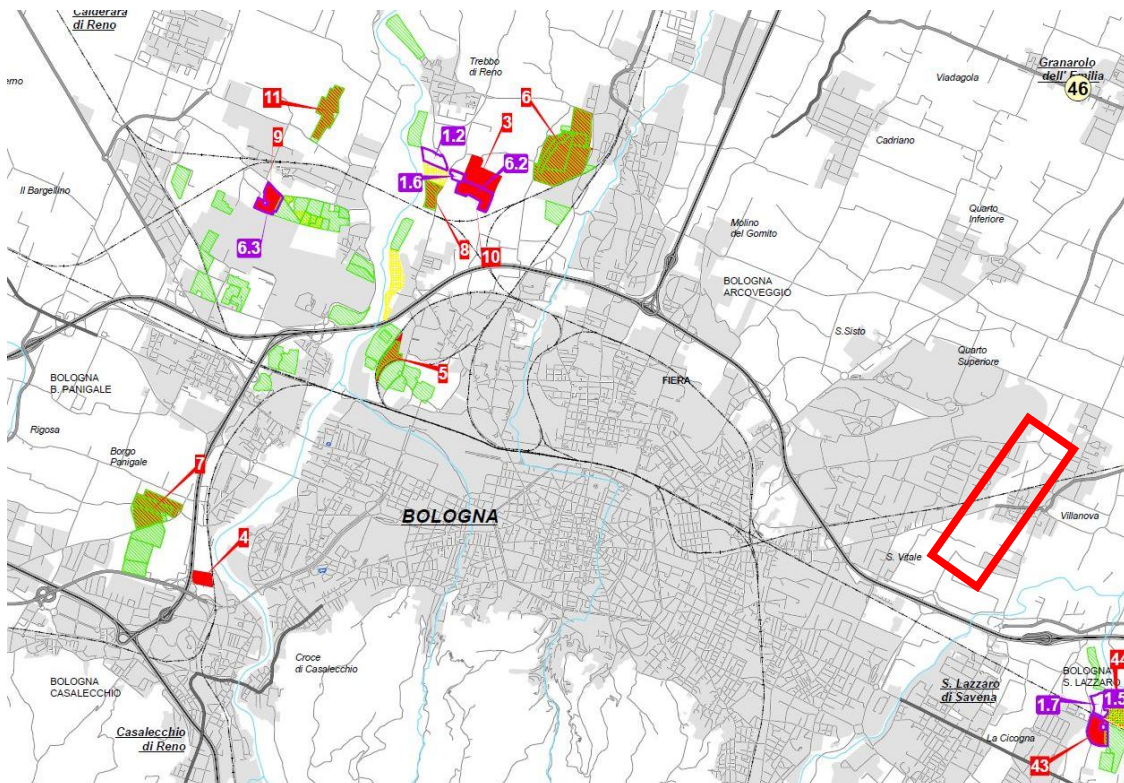 Calderara
di Reno
Trebbo
di Reno
Viadagola
Granarolo
dell' Emilia
46
11
6
3
1.2
Cadriano
9
6.2
1.6
Il Bargellino
Quarto
Inferiore
Molino
del Gomito
6.3
8
10
BOLOGNA
ARCOVEGGIO
S.Sisto
Quarto
Superiore
5
FIERA
BOLOGNA
B. PANIGALE
Rigosa
Borgo
Panigale
7
BOLOGNA
Villanova
4
S. Vitale
Croce
di Casalecchio
BOLOGNA
CASALECCHIO
44
BOLOGNA
S. LAZZARO
S. Lazzaro
di Savena
1.7
1.5
Casalecchio
di Reno
La Cicogna
43